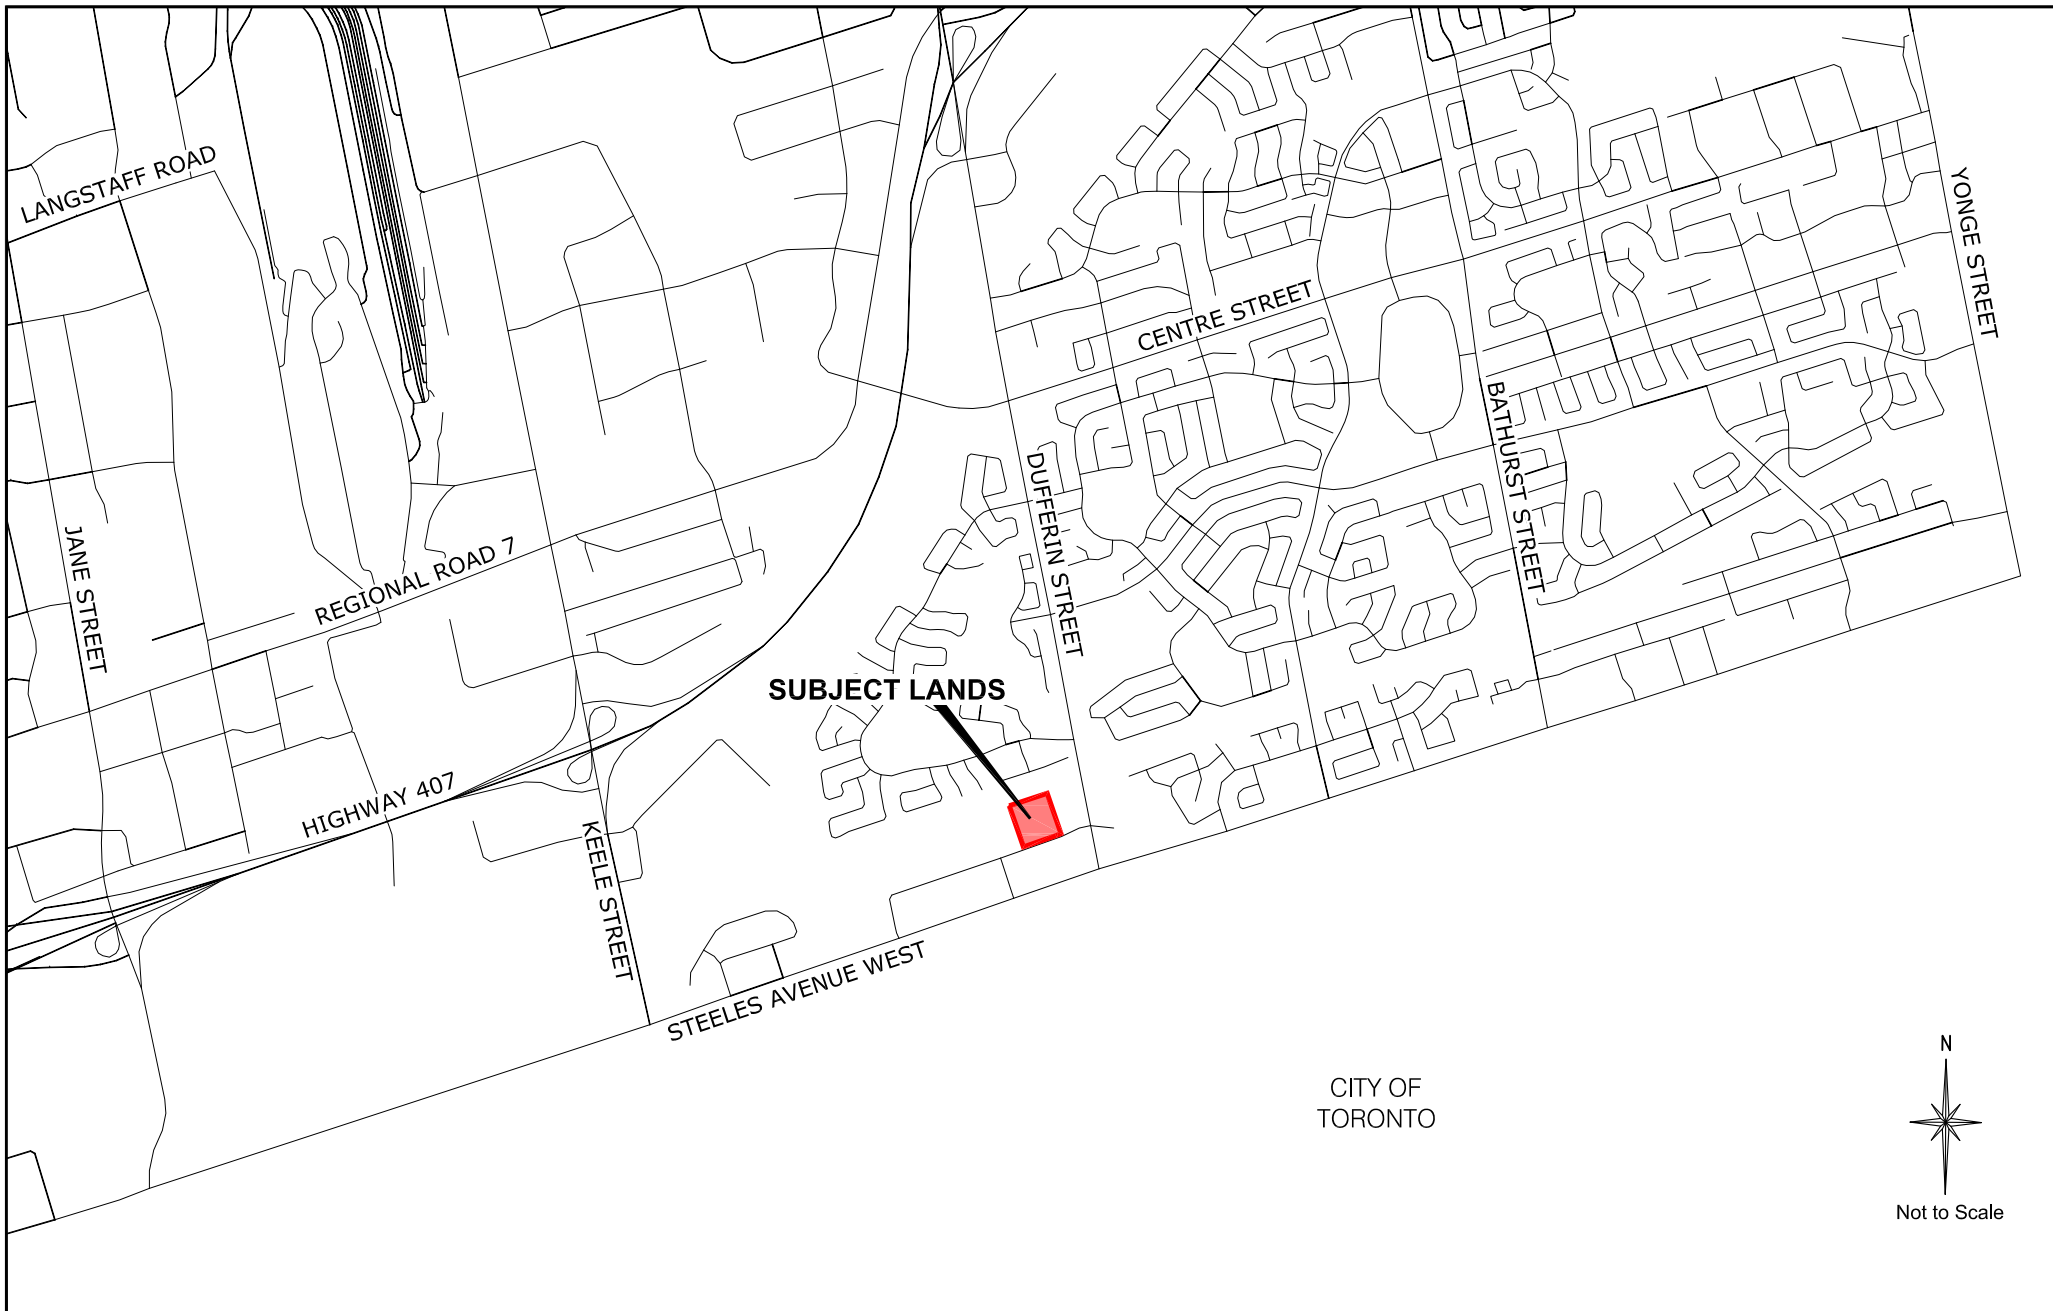 LANGSTAFF ROAD
YONGE STREET
CENTRE STREET
BATHURST STREET
DUFFERIN STREET
JANE STREET
REGIONAL ROAD 7
SUBJECT LANDS
HIGHWAY 407
KEELE STREET
STEELES AVENUE WEST
CITY OF
TORONTO
N
Not to Scale